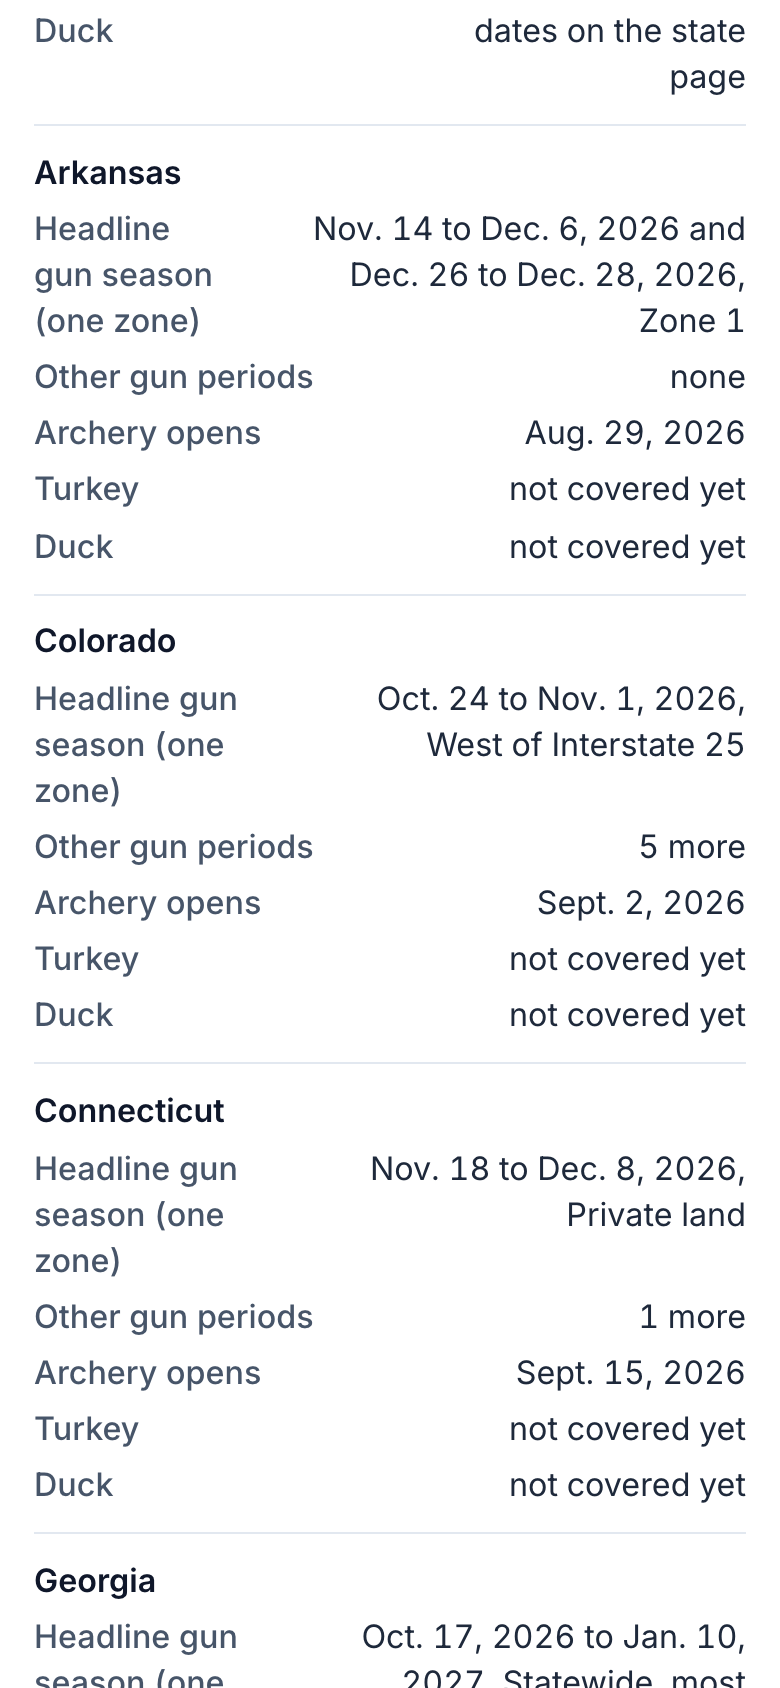 Duck dates on the state
page
Arkansas
Headline Nov. 14 to Dec. 6, 2026 and
gun season Dec. 26 to Dec. 28, 2026,
(one zone) Zone 1
Other gun periods none
Archery opens Aug. 29, 2026
Turkey not covered yet
Duck not covered yet
Colorado
Headline gun Oct. 24 to Nov. 1, 2026,
season (one West of Interstate 25
zone)
Other gun periods 5 more
Archery opens Sept. 2, 2026
Turkey not covered yet
Duck not covered yet
Connecticut
Headline gun Nov. 18 to Dec. 8, 2026,
season (one Private land
zone)
Other gun periods 1 more
Archery opens Sept. 15, 2026
Turkey not covered yet
Duck not covered yet
Georgia
Headline gun Oct. 17, 2026 to Jan. 10,
season (one 2027, Statewide, most